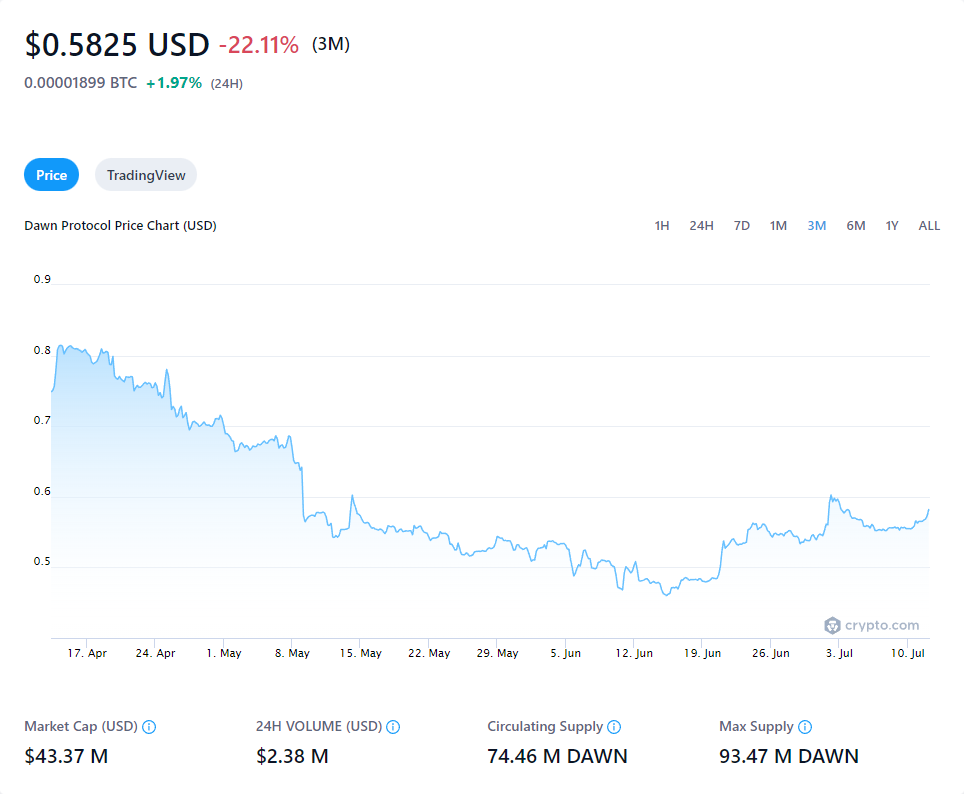 $0.5825 USD -22.11% (3M)
0.00001899 BTC +1.97% (24H)
Price TradingView
Dawn Protocol Price Chart (USD) 1H 24H 7D 1M 3M 6M 1Y ALL
0.9
0.8
0.7
0.6
0.5
crypto.com
17. Apr 24. Apr 1. May 8. May 15. May 22. May 29. May 5. Jun 12. Jun 19. Jun 26. Jun 3. Jul 10. Jul
Market Cap (USD) 24H VOLUME (USD) Circulating Supply Max Supply
$43.37 M $2.38 M 74.46 M DAWN 93.47 M DAWN